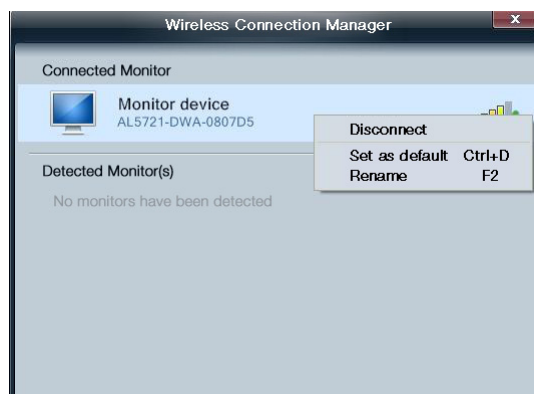 Wireless Connection Manager
x
Connected Monitor
Monitor device
AL5721-DWA-0807D5
Disconnect
Set as default Ctrl+D
Rename F2
Detected Monitor(s)
No monitors have been detected